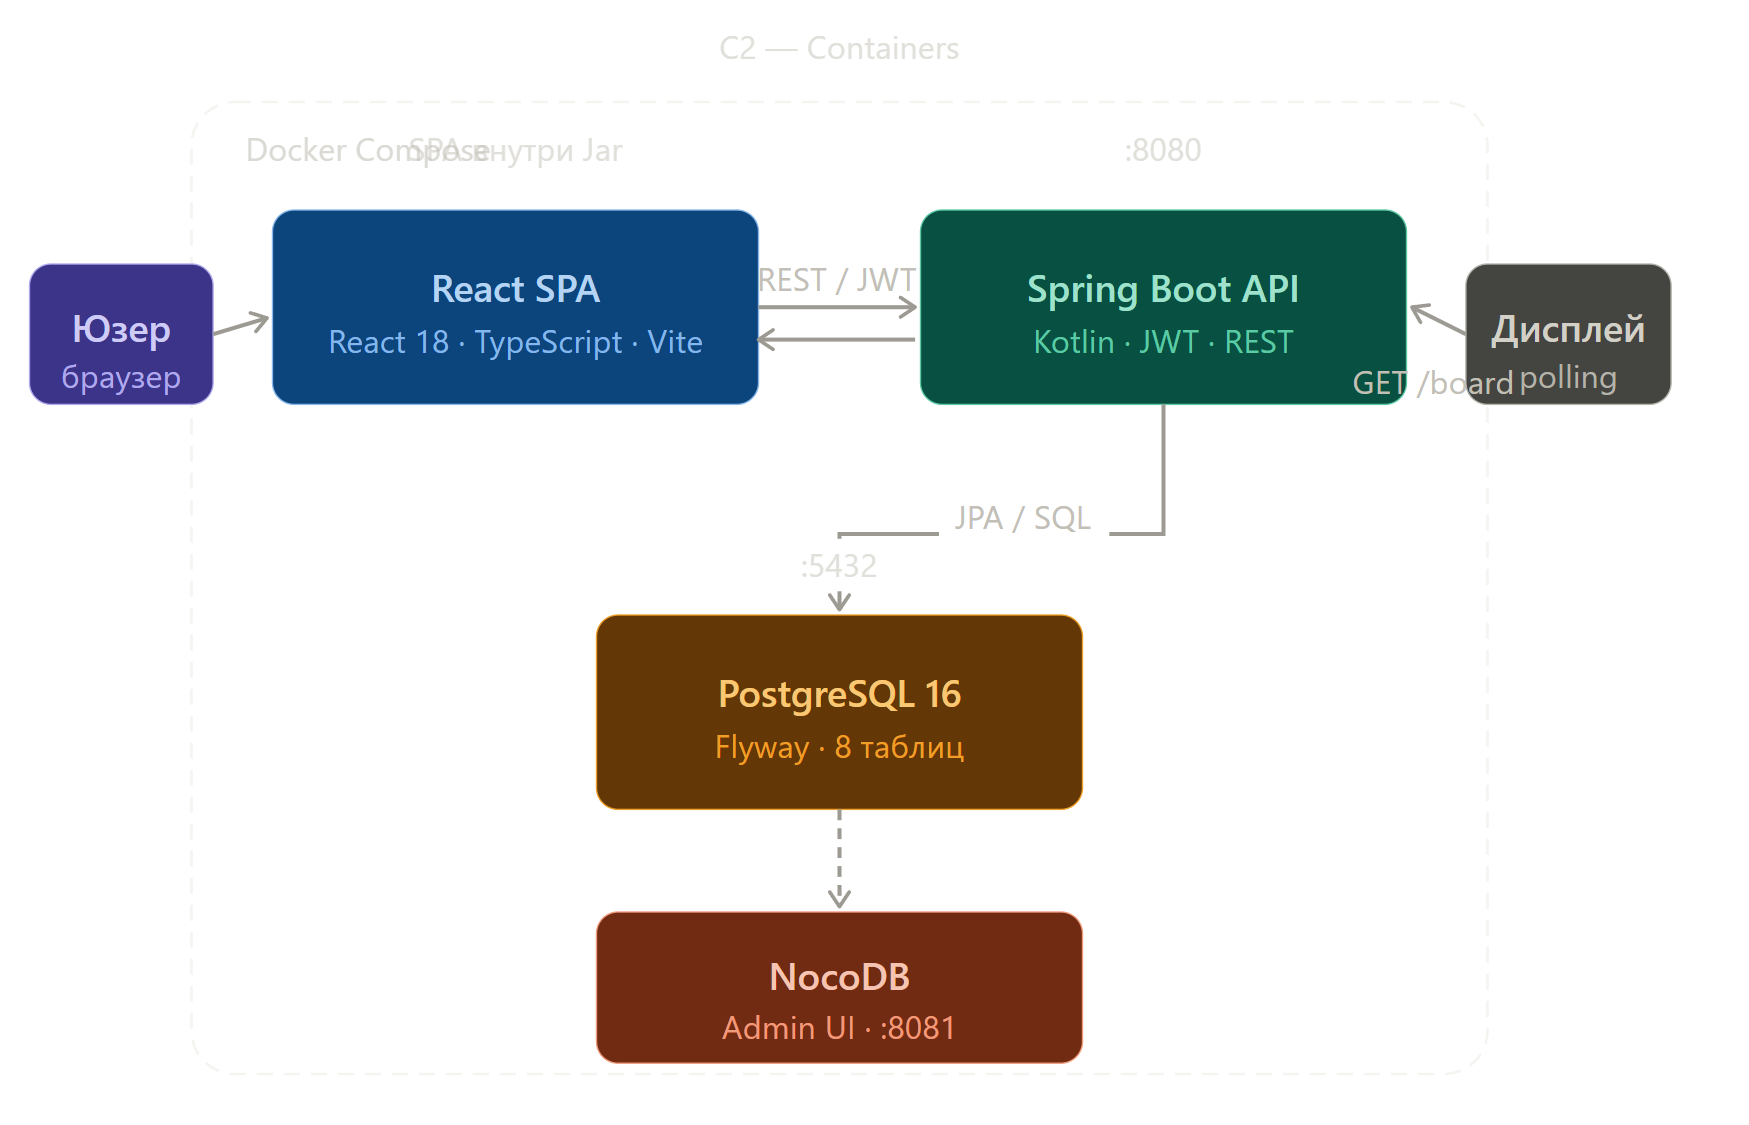 C2 — Containers
Docker Compose
SPA внутри Jar
:8080
React SPA
React 18 · TypeScript · Vite
REST / JWT
Spring Boot API
Kotlin · JWT · REST
Юзер
браузер
Дисплей
polling
GET /board
JPA / SQL
:5432
PostgreSQL 16
Flyway · 8 таблиц
NocoDB
Admin UI · :8081